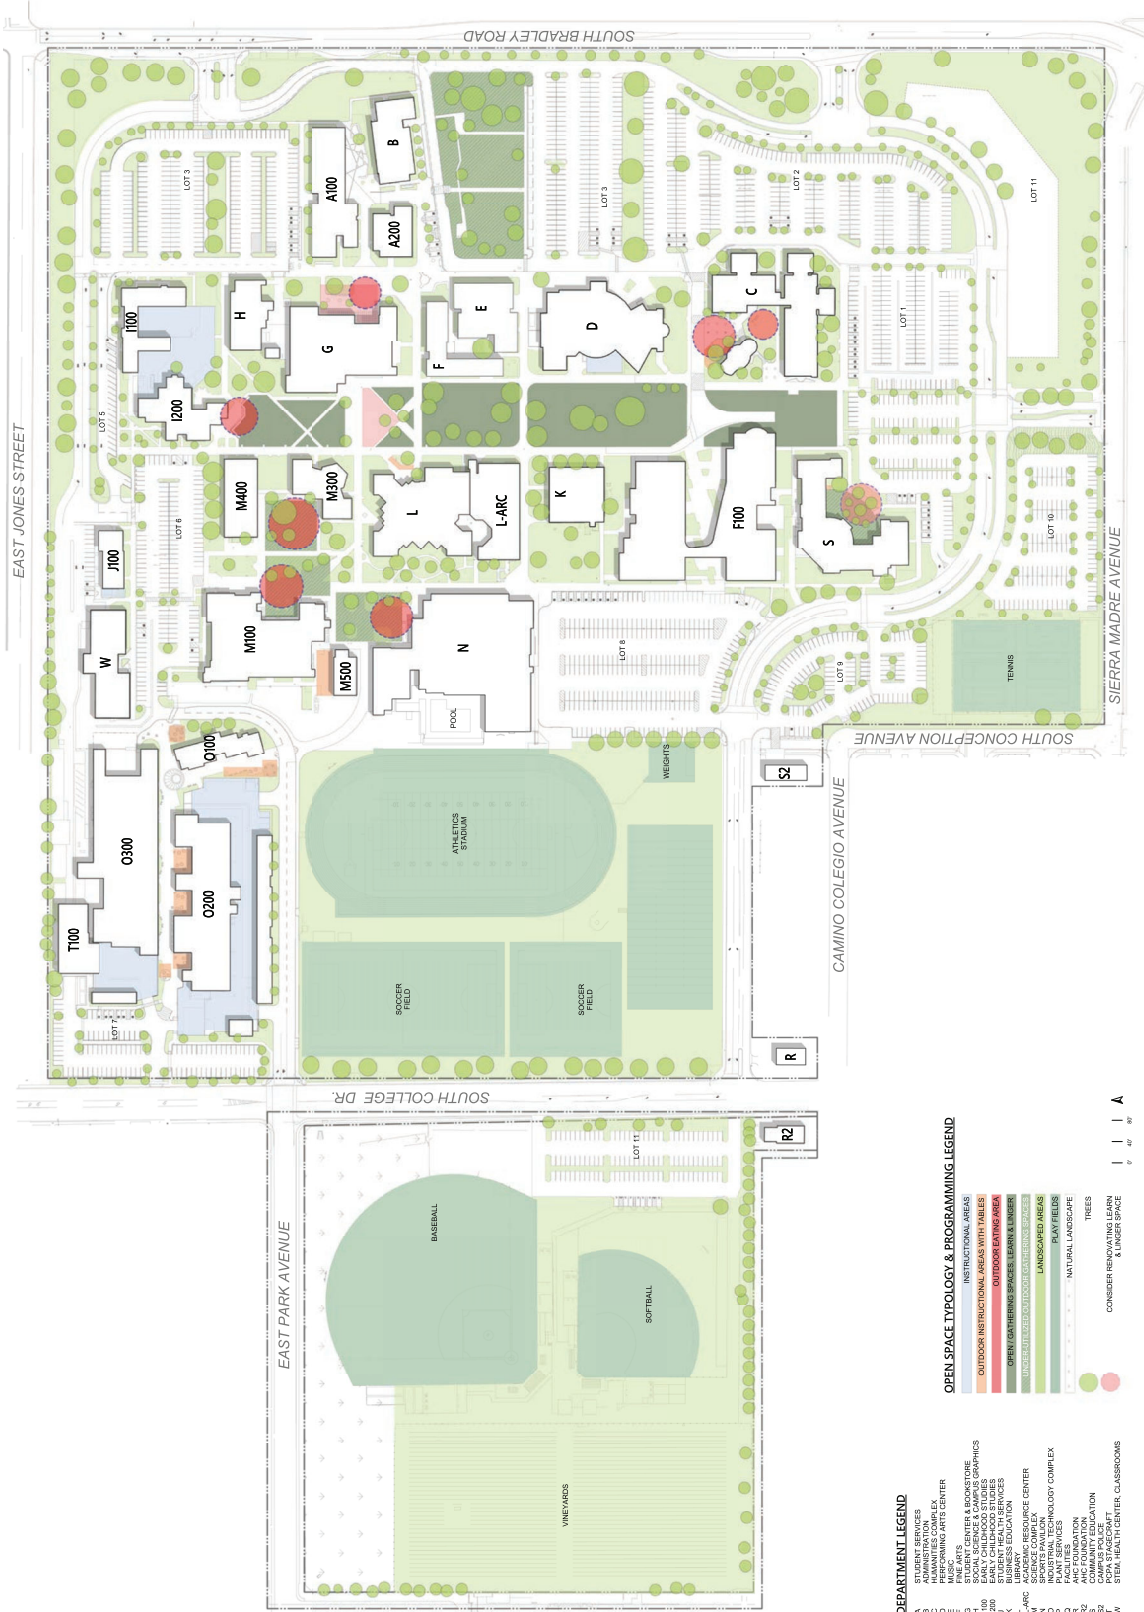 SOUTH BRADLEY ROAD
EAST JONES STREET
SIERRA MADRE AVENUE
SOUTH CONCEPTION AVENUE
CAMINO COLEGIO AVENUE
SOUTH COLLEGE DR.
EAST PARK AVENUE
LOT 3
A100
B
A200
LOT 3
LOT 2
LOT 11
I100
H
G
F
E
D
C
LOT 1
LOT 5
I200
M400
M300
L
L-ARC
K
F100
S
LOT 10
LOT 6
J100
W
M100
M500
N
POOL
LOT 8
LOT 9
TENNIS
O100
O300
O200
T100
LOT 7
ATHLETICS
STADIUM
WEIGHTS
S2
SOCCER
FIELD
SOCCER
FIELD
R
R2
LOT 11
BASEBALL
SOFTBALL
VINEYARDS
OPEN SPACE TYPOLOGY & PROGRAMMING LEGEND
INSTRUCTIONAL AREAS
OUTDOOR INSTRUCTIONAL AREAS WITH TABLES
OUTDOOR EATING AREA
OPEN / GATHERING SPACES, LEARN & LINGER
UNDER-UTILIZED OUTDOOR GATHERING SPACES
LANDSCAPED AREAS
PLAY FIELDS
NATURAL LANDSCAPE
TREES
CONSIDER RENOVATING LEARN
& LINGER SPACE
0' 40' 80'
DEPARTMENT LEGEND
STUDENT SERVICES
ADMINISTRATION
HUMANITIES COMPLEX
PERFORMING ARTS CENTER
MUSIC
FINE ARTS
STUDENT CENTER & BOOKSTORE
SOCIAL SCIENCE & CAMPUS GRAPHICS
EARLY CHILDHOOD STUDIES
EARLY CHILDHOOD STUDIES
STUDENT HEALTH SERVICES
BUSINESS EDUCATION
LIBRARY
ACADEMIC RESOURCE CENTER
SCIENCE COMPLEX
SPORTS PAVILION
INDUSTRIAL TECHNOLOGY COMPLEX
PLANT SERVICES
FACILITIES
AHC FOUNDATION
AHC FOUNDATION
COMMUNITY EDUCATION
CAMPUS POLICE
PCPA STAGECRAFT
STEM, HEALTH CENTER, CLASSROOMS